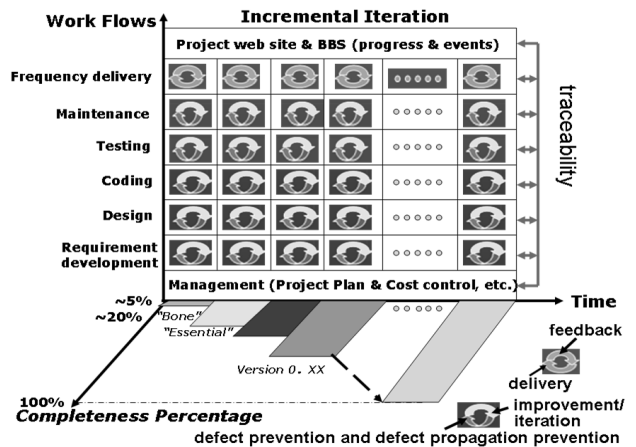 Work Flows
Incremental Iteration
Project web site & BBS (progress & events)
Frequency delivery
Maintenance
Testing
Coding
Design
Requirement
development
Management (Project Plan & Cost control, etc.)
traceability
~5%
Time
~20%
"Bone"
"Essential"
Version 0. XX
feedback
delivery
100%
Completeness Percentage
improvement/
iteration
defect prevention and defect propagation prevention